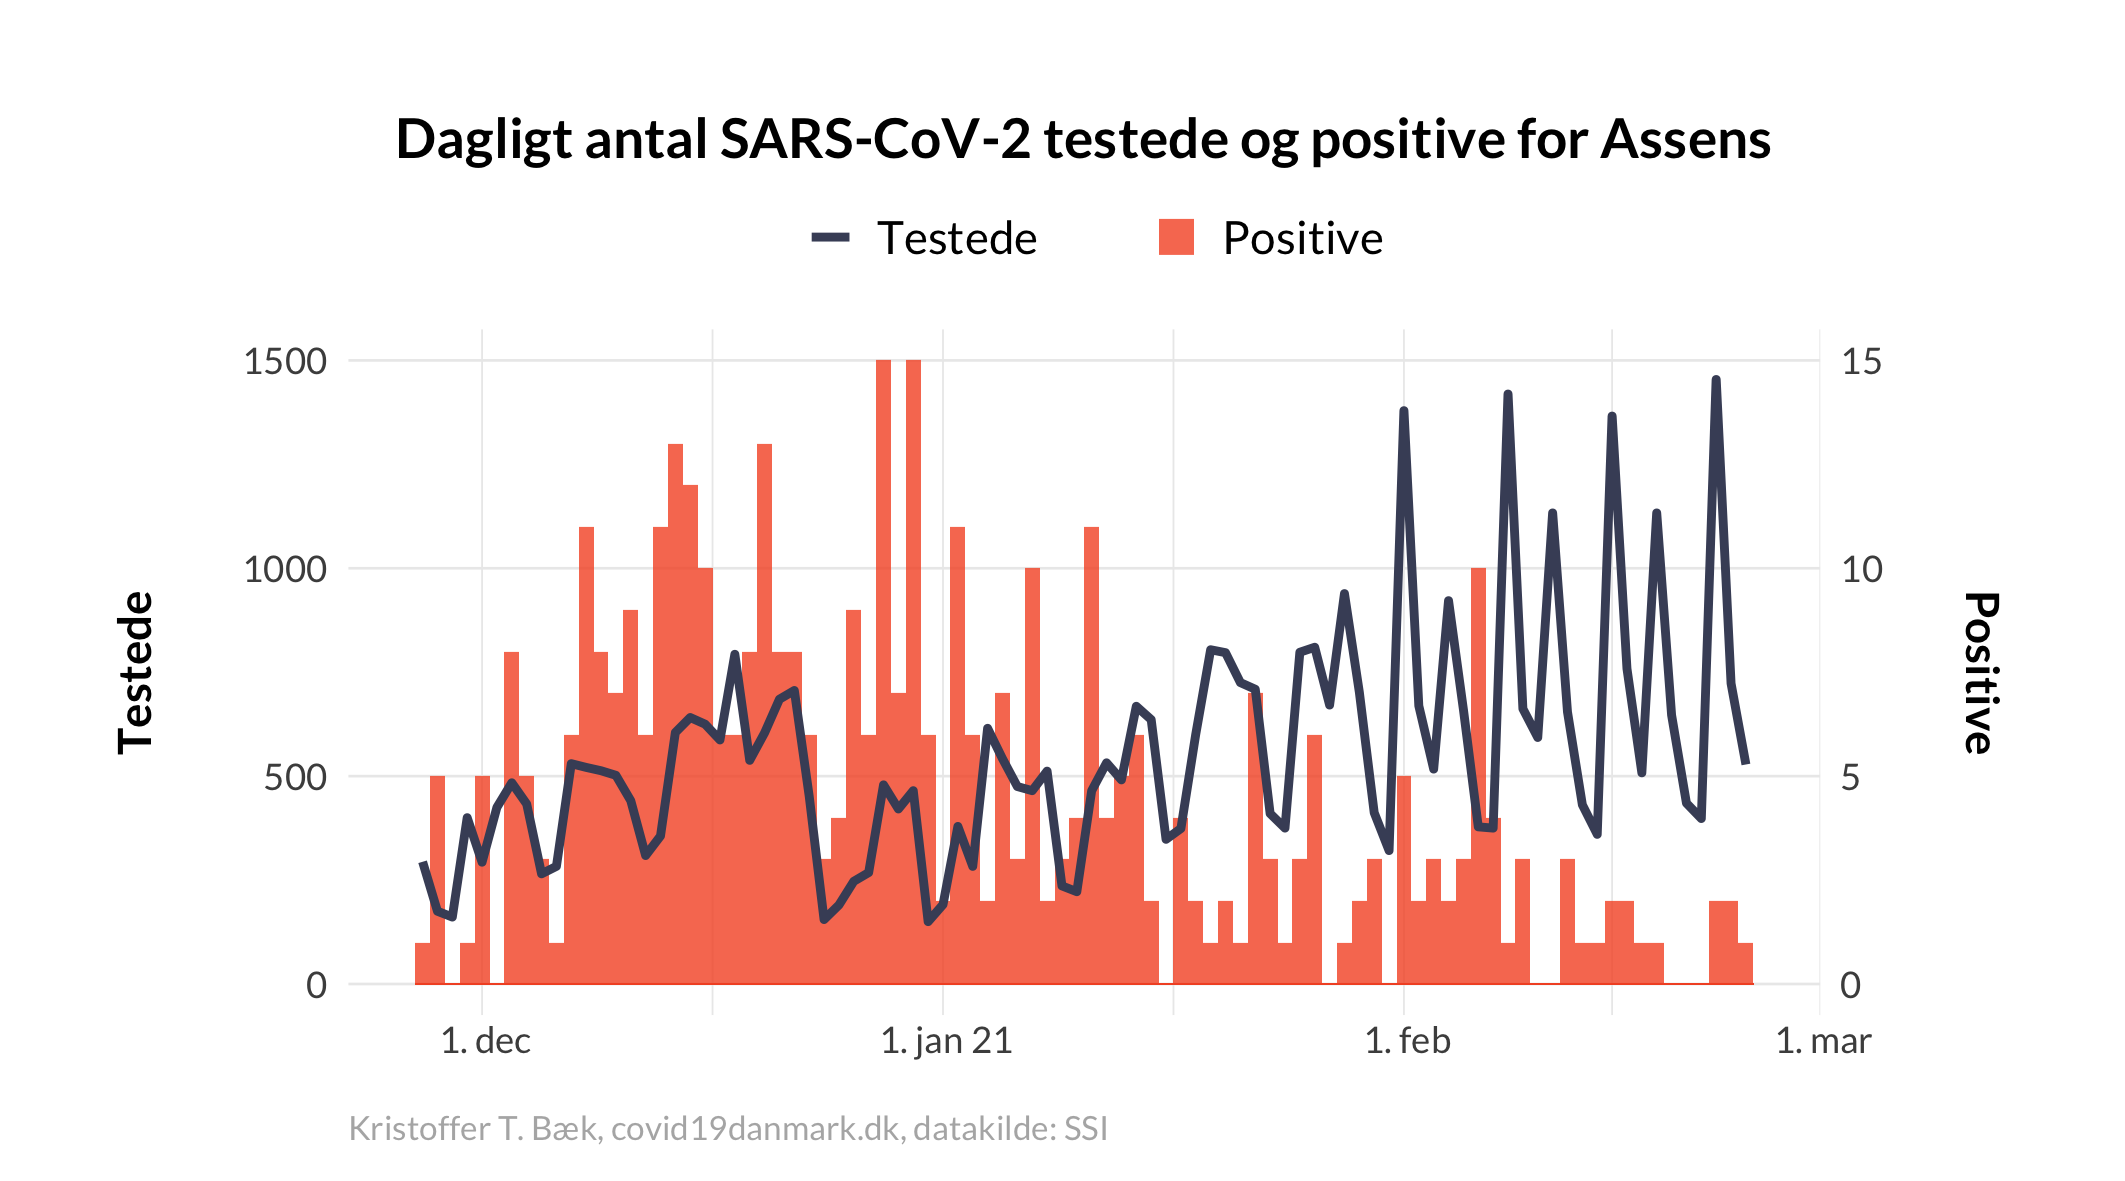 Dagligt antal SARS-CoV-2 testede og positive for Assens
Testede Positive
1500 15
1000 10
500 5
0 0
Testede
Positive
1. dec 1. jan 21 1. feb 1. mar
Kristoffer T. Bæk, covid19danmark.dk, datakilde: SSI